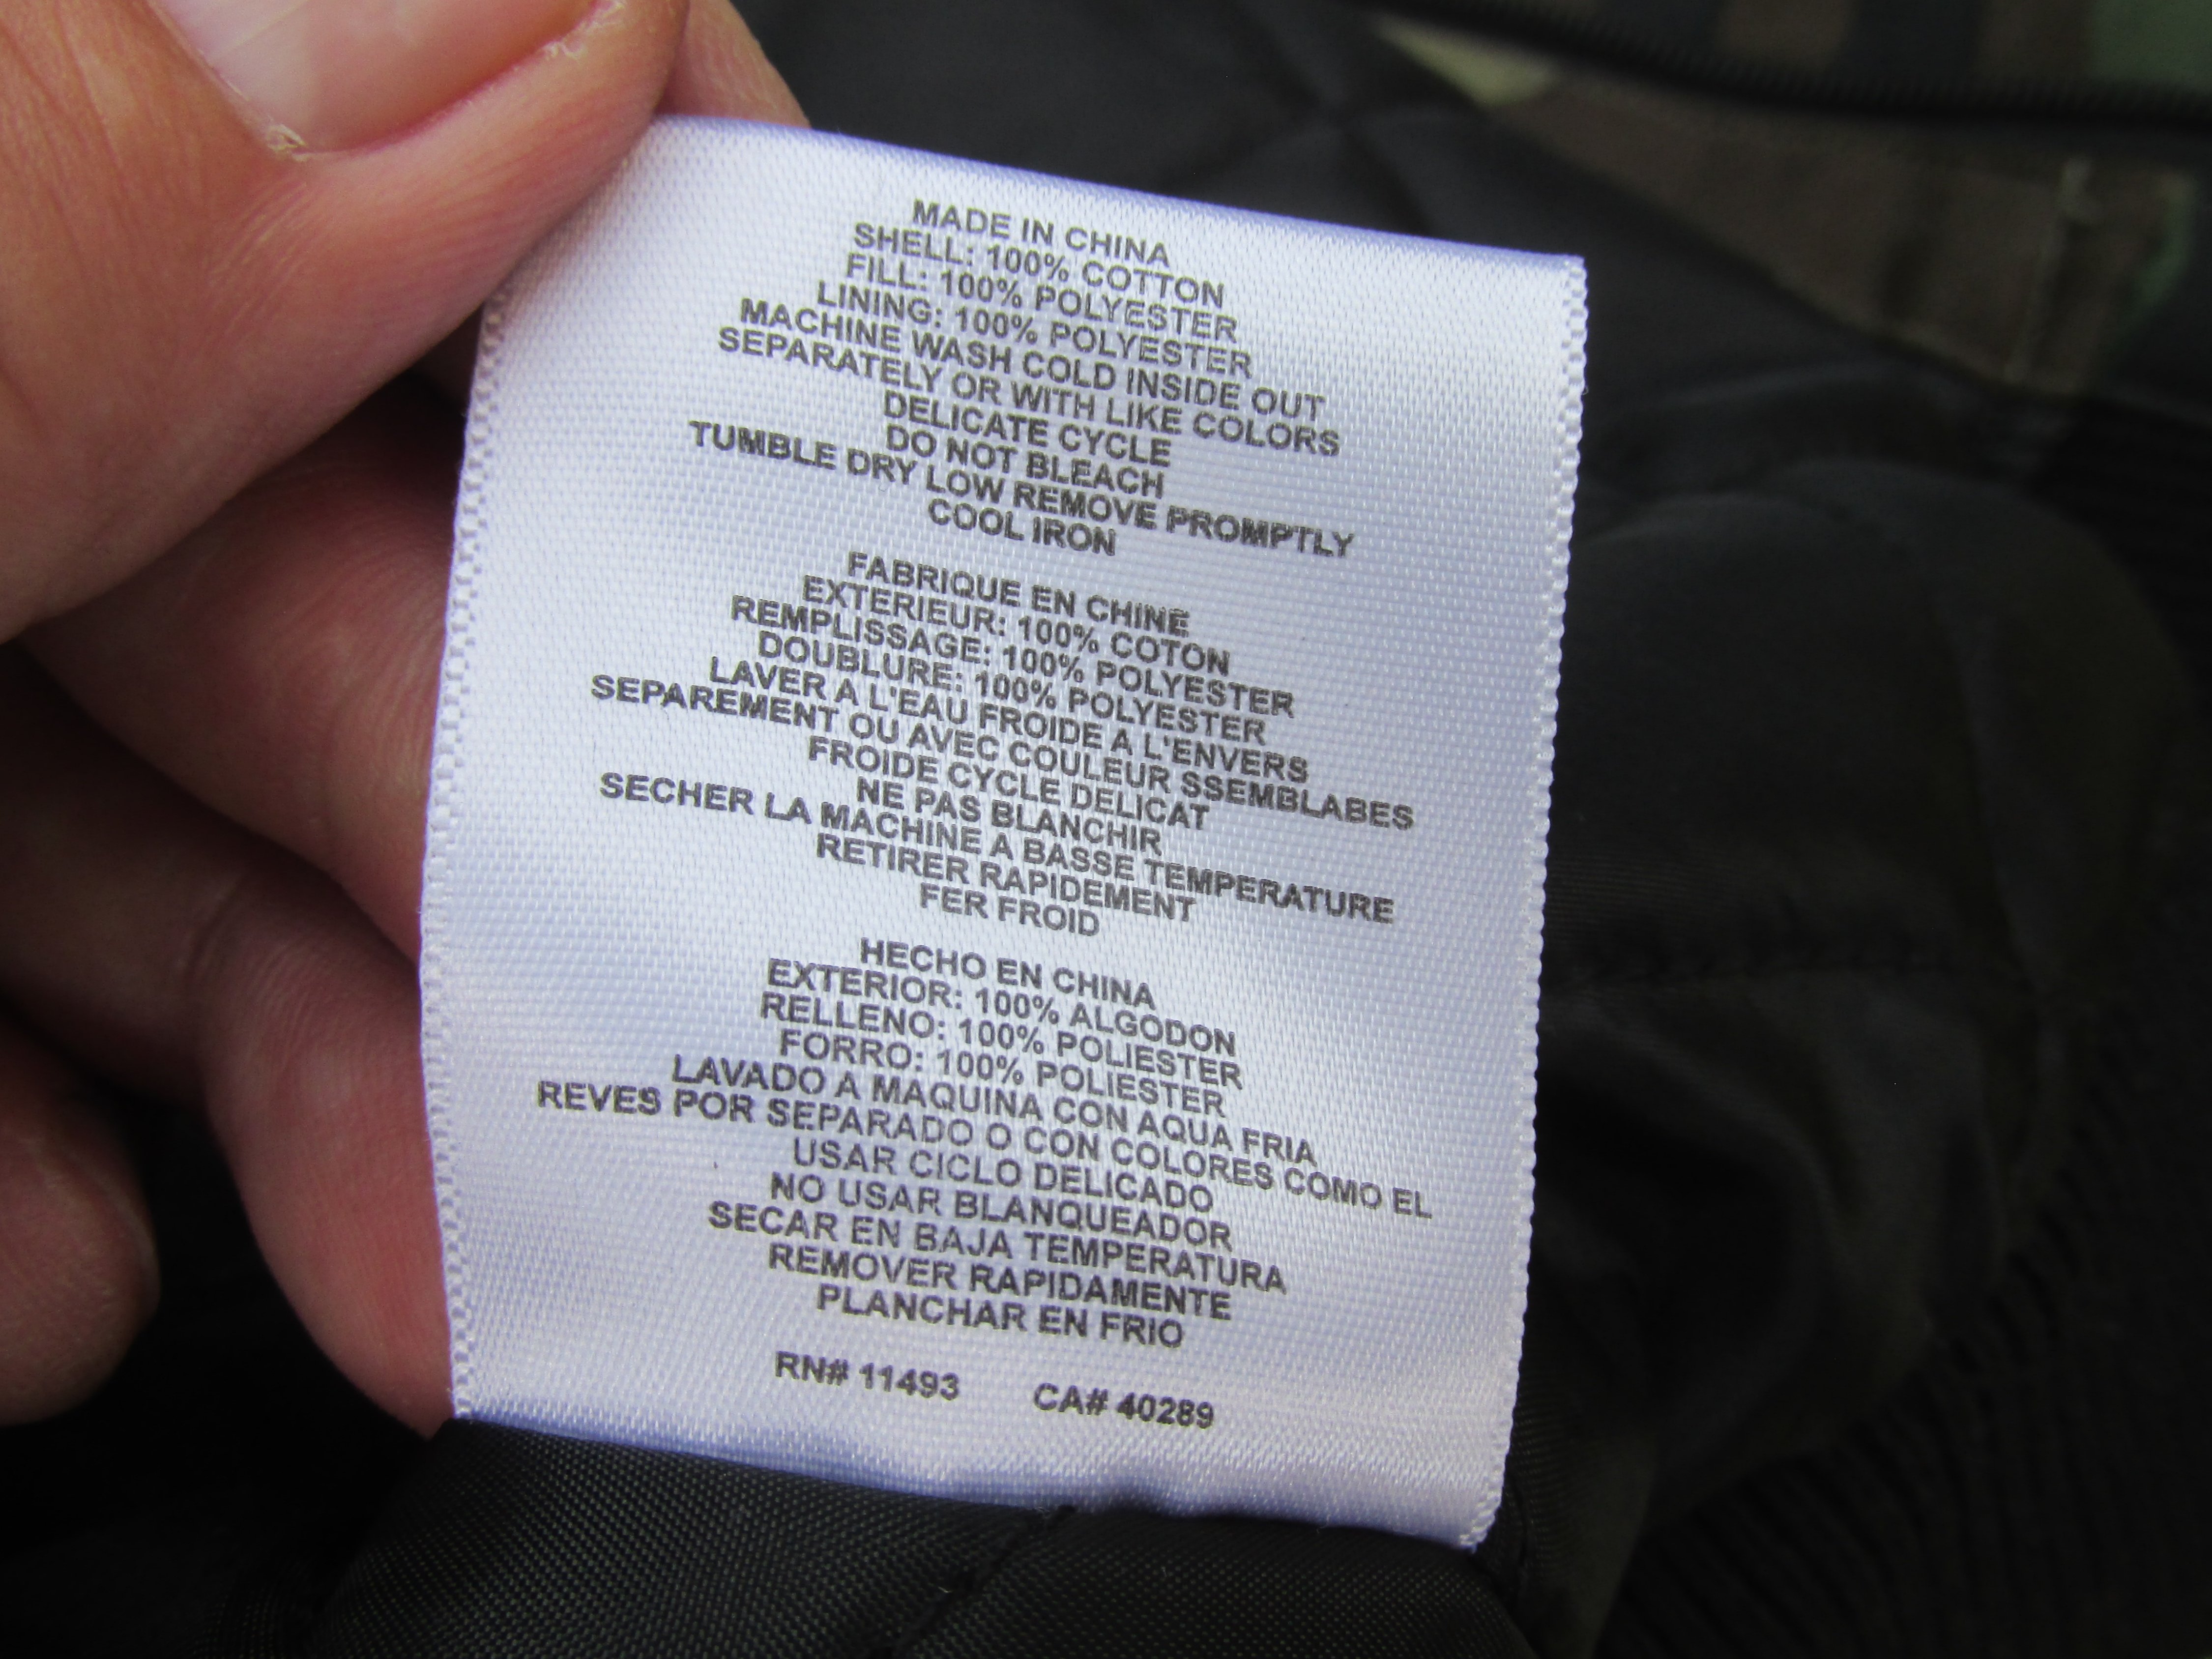 MADE IN CHINA
SHELL: 100% COTTON
FILL: 100% POLYESTER
LINING: 100% POLYESTER
MACHINE WASH COLD INSIDE OUT
SEPARATELY OR WITH LIKE COLORS
DELICATE CYCLE
DO NOT BLEACH
TUMBLE DRY LOW REMOVE PROMPTLY
COOL IRON
FABRIQUE EN CHINE
EXTERIEUR: 100% COTON
REMPLISSAGE: 100% POLYESTER
DOUBLURE: 100% POLYESTER
LAVER A L'EAU FROIDE A L'ENVERS
SEPAREMENT OU AVEC COULEUR SSEMBLABES
FROIDE CYCLE DELICAT
NE PAS BLANCHIR
SECHER LA MACHINE A BASSE TEMPERATURE
RETIRER RAPIDEMENT
FER FROID
HECHO EN CHINA
EXTERIOR: 100% ALGODON
RELLENO: 100% POLIESTER
FORRO: 100% POLIESTER
LAVADO A MAQUINA CON AQUA FRIA
REVES POR SEPARADO O CON COLORES COMO EL
USAR CICLO DELICADO
NO USAR BLANQUEADOR
SECAR EN BAJA TEMPERATURA
REMOVER RAPIDAMENTE
PLANCHAR EN FRIO
RN# 11493 CA# 40289